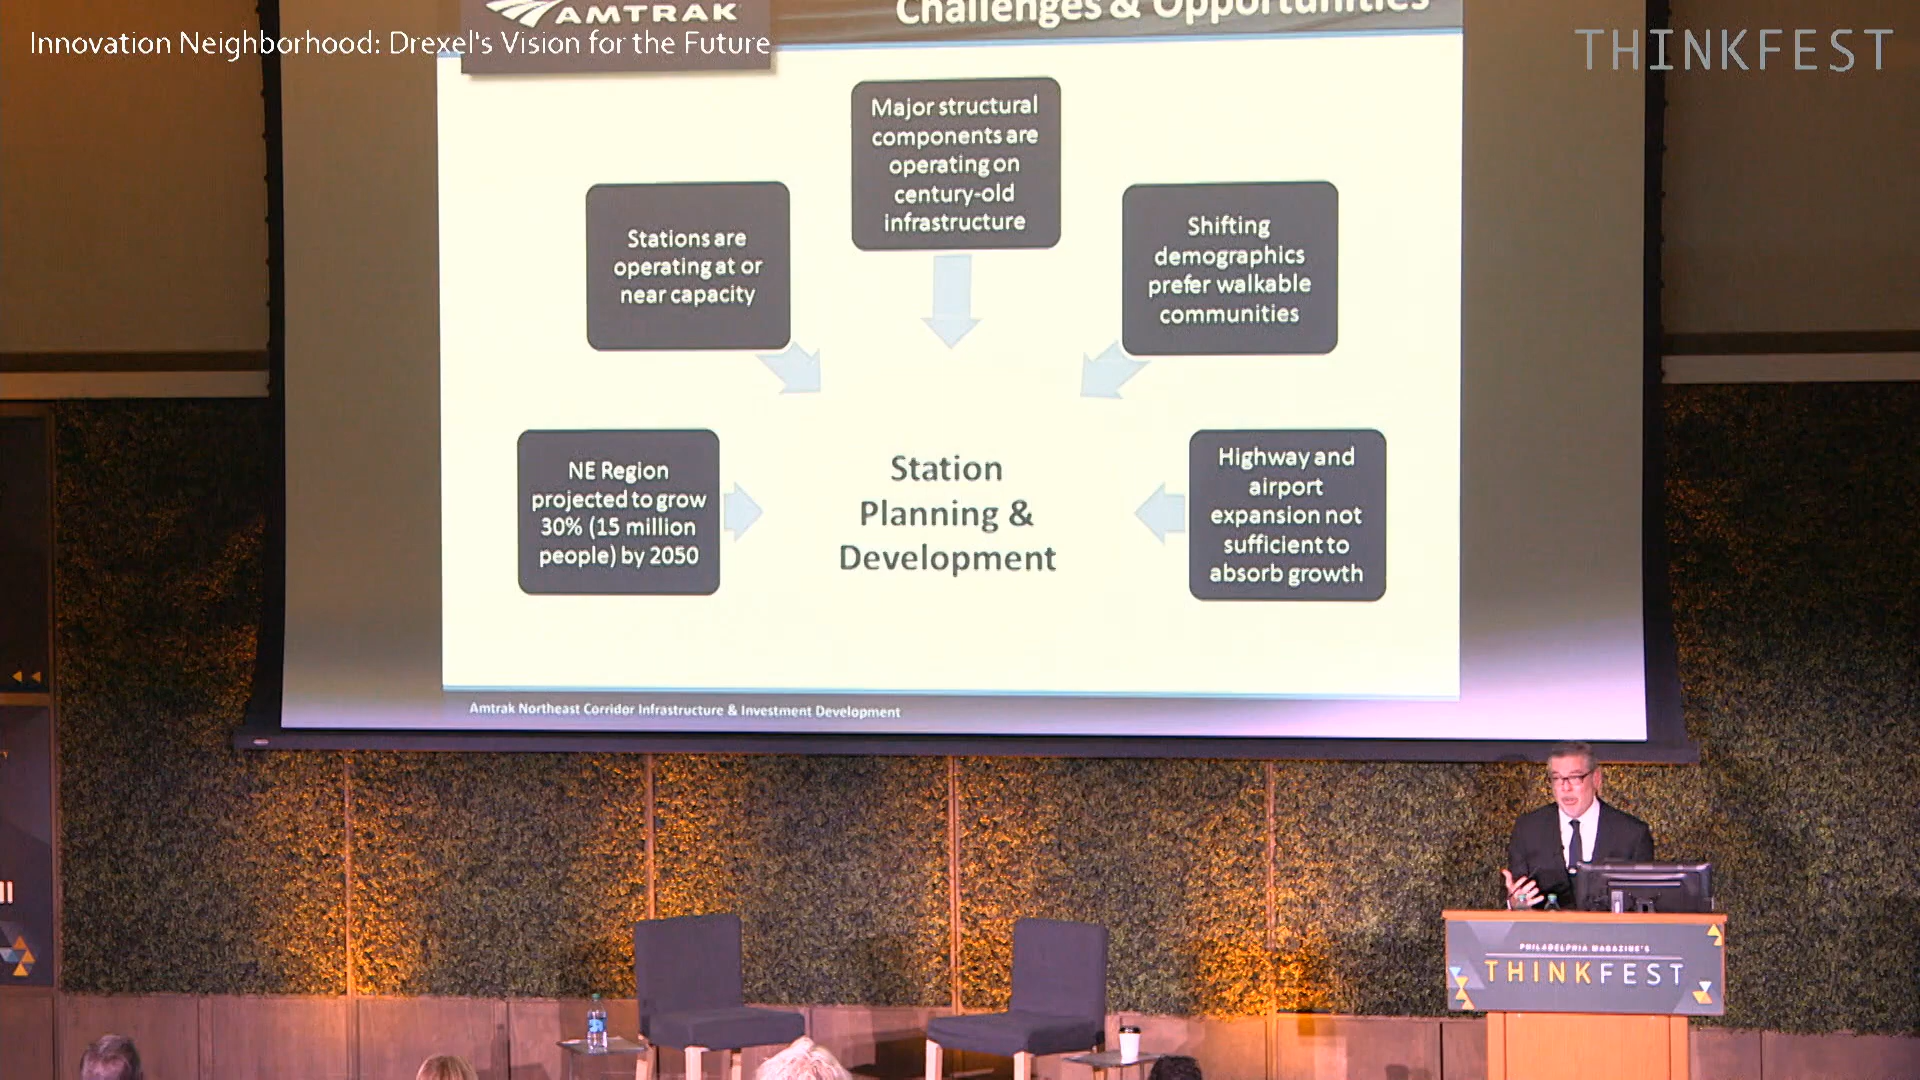 AMTRAK
Challenges & Opportunities
Innovation Neighborhood: Drexel's Vision for the Future
THINKFEST
Major structural
components are
operating on
century-old
infrastructure
Stations are
operating at or
near capacity
Shifting
demographics
prefer walkable
communities
NE Region
projected to grow
30% (15 million
people) by 2050
Station
Planning &
Development
Highway and
airport
expansion not
sufficient to
absorb growth
Amtrak Northeast Corridor Infrastructure & Investment Development
PHILADELPHIA MAGAZINE'S
THINKFEST